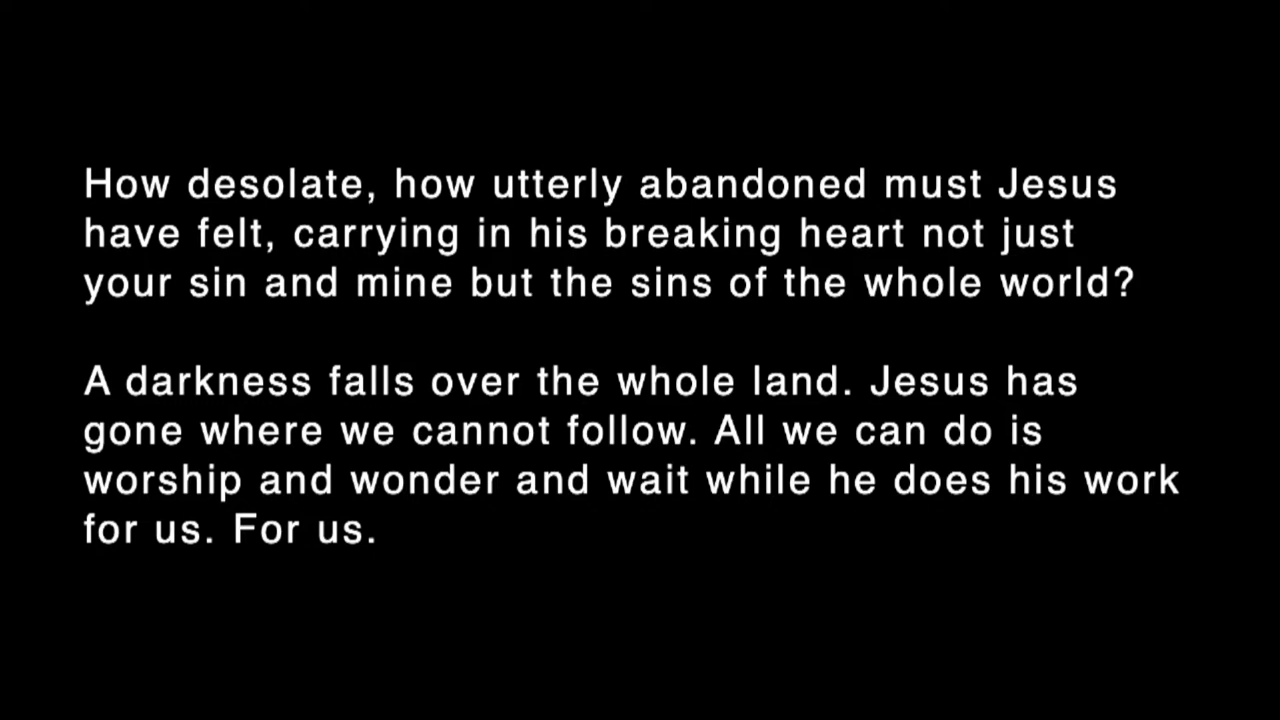 How desolate, how utterly abandoned must Jesus
have felt, carrying in his breaking heart not just
your sin and mine but the sins of the whole world?
A darkness falls over the whole land. Jesus has
gone where we cannot follow. All we can do is
worship and wonder and wait while he does his work
for us. For us.